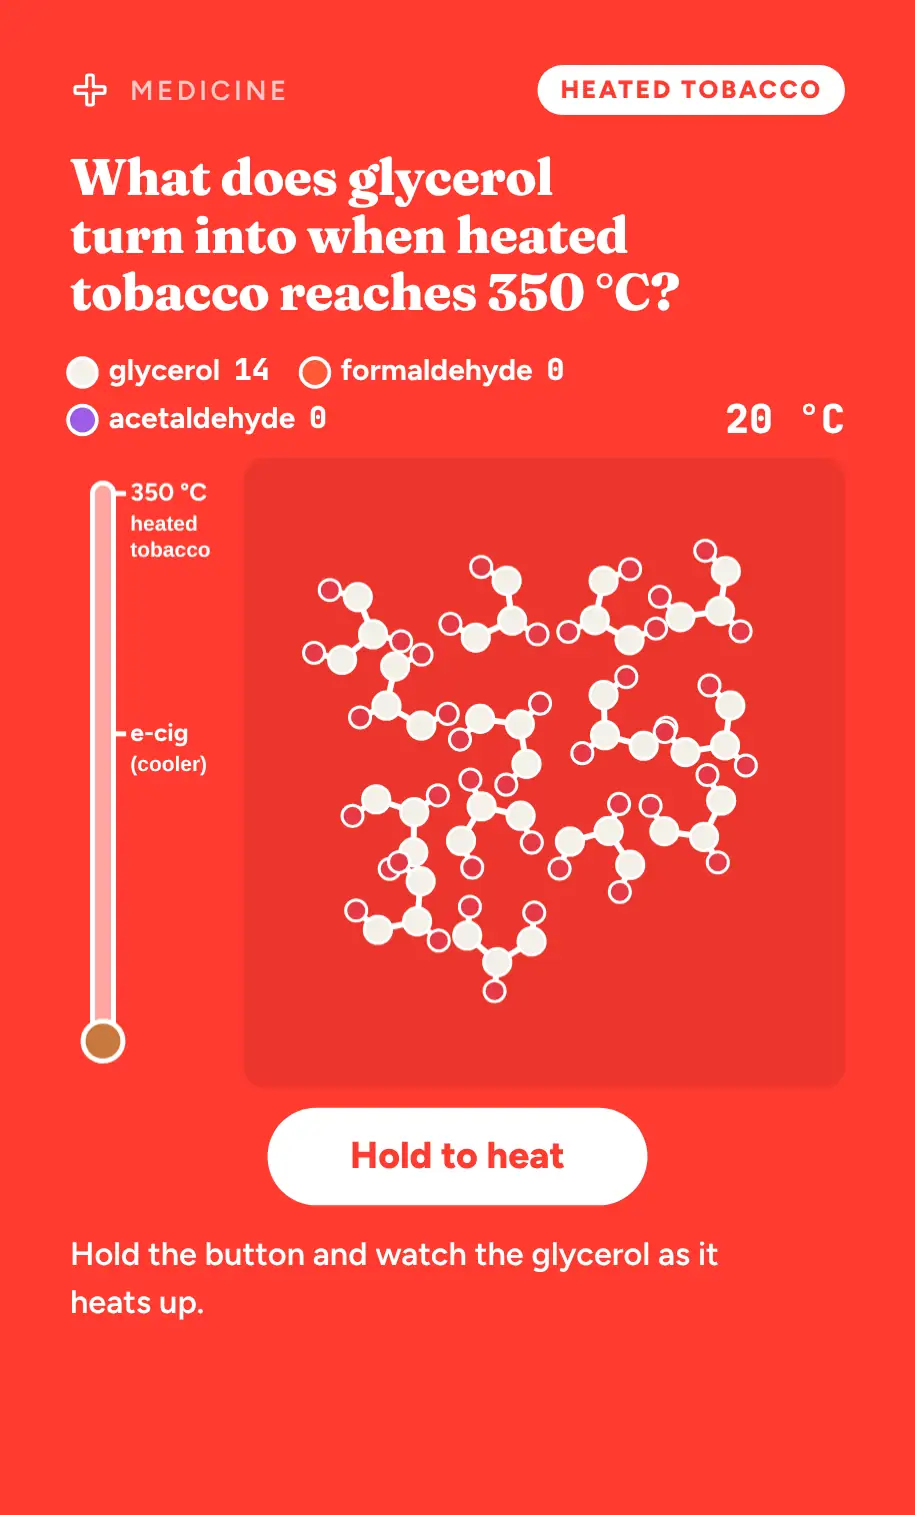 MEDICINE
HEATED TOBACCO
What does glycerol
turn into when heated
tobacco reaches 350 °C?
glycerol 14 formaldehyde 0
acetaldehyde 0
20 °C
350 °C
heated
tobacco
e-cig
(cooler)
Hold to heat
Hold the button and watch the glycerol as it
heats up.